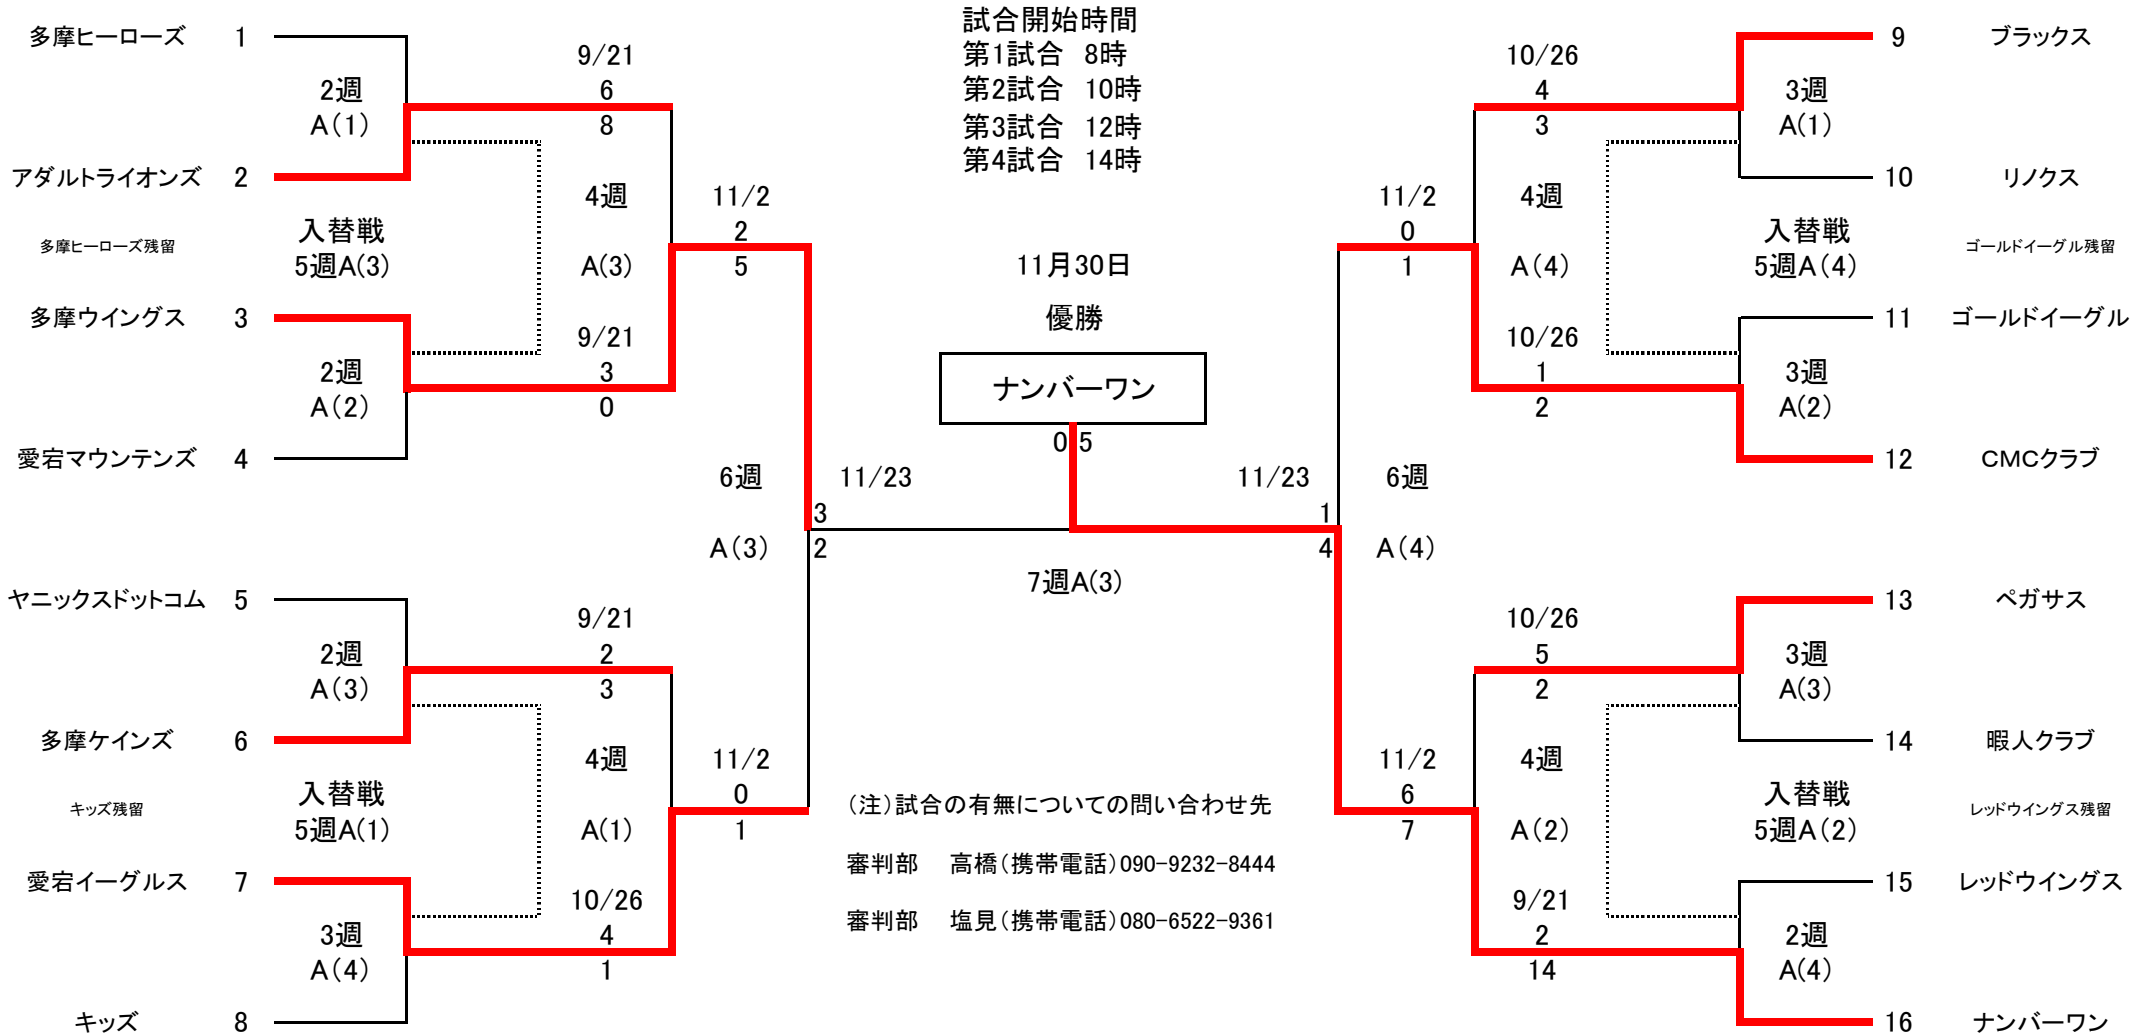 試合開始時間
第1試合 8時
第2試合 10時
第3試合 12時
第4試合 14時
多摩ヒーローズ 1
2週
A(1)
9/21
6
8
アダルトライオンズ 2
多摩ヒーローズ残留
入替戦
5週A(3)
4週
A(3)
11/2
2
5
多摩ウイングス 3
2週
A(2)
9/21
3
0
愛宕マウンテンズ 4
6週
A(3)
11/23
3
2
ヤニックスドットコム 5
2週
A(3)
9/21
2
3
多摩ケインズ 6
キッズ残留
入替戦
5週A(1)
4週
A(1)
11/2
0
1
愛宕イーグルス 7
3週
A(4)
10/26
4
1
キッズ 8
11月30日
優勝
ナンバーワン
0 5
7週A(3)
(注)試合の有無についての問い合わせ先
審判部 高橋(携帯電話)090-9232-8444
審判部 塩見(携帯電話)080-6522-9361
9 ブラックス
10/26
4
3
3週
A(1)
10 リノクス
11/2
0
1
4週
A(4)
入替戦
5週A(4)
ゴールドイーグル残留
11 ゴールドイーグル
10/26
1
2
3週
A(2)
12 CMCクラブ
11/23
1
4
6週
A(4)
13 ペガサス
10/26
5
2
3週
A(3)
14 暇人クラブ
11/2
6
7
4週
A(2)
入替戦
5週A(2)
レッドウイングス残留
15 レッドウイングス
9/21
2
14
2週
A(4)
16 ナンバーワン